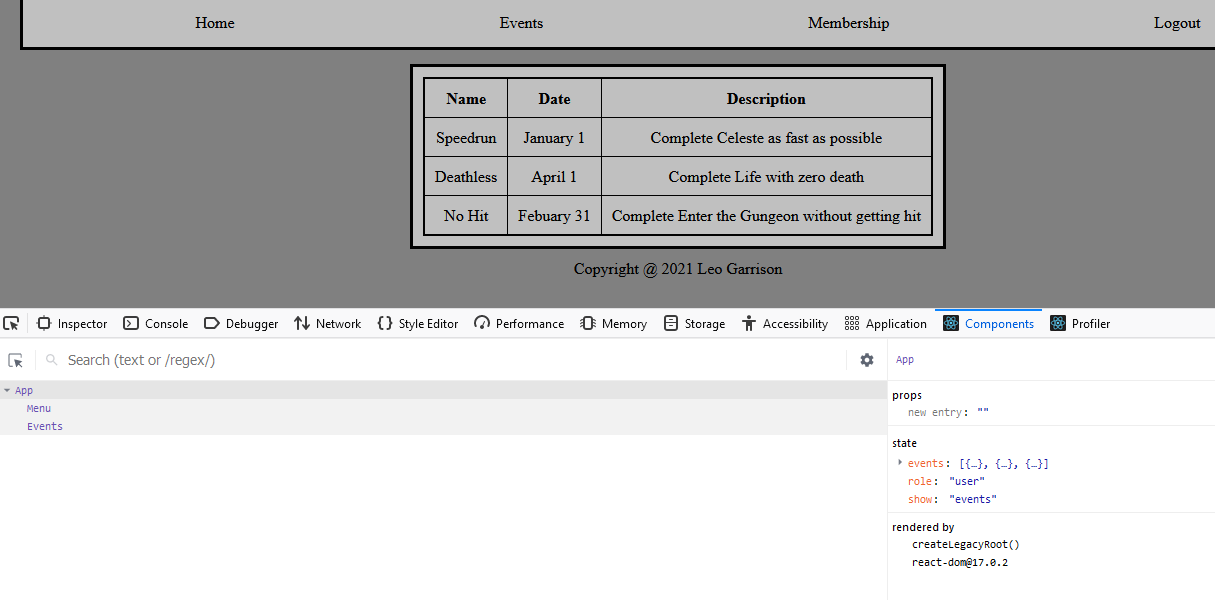 Home Events Membership Logout
Name Date Description
Speedrun January 1 Complete Celeste as fast as possible
Deathless April 1 Complete Life with zero death
No Hit Febuary 31 Complete Enter the Gungeon without getting hit
Copyright @ 2021 Leo Garrison
Inspector Console Debugger Network Style Editor Performance Memory Storage Accessibility Application Components Profiler
Search (text or /regex/)
App
Menu
Events
App
props
new entry: ""
state
events: [{…}, {…}, {…}]
role: "user"
show: "events"
rendered by
createLegacyRoot()
react-dom@17.0.2